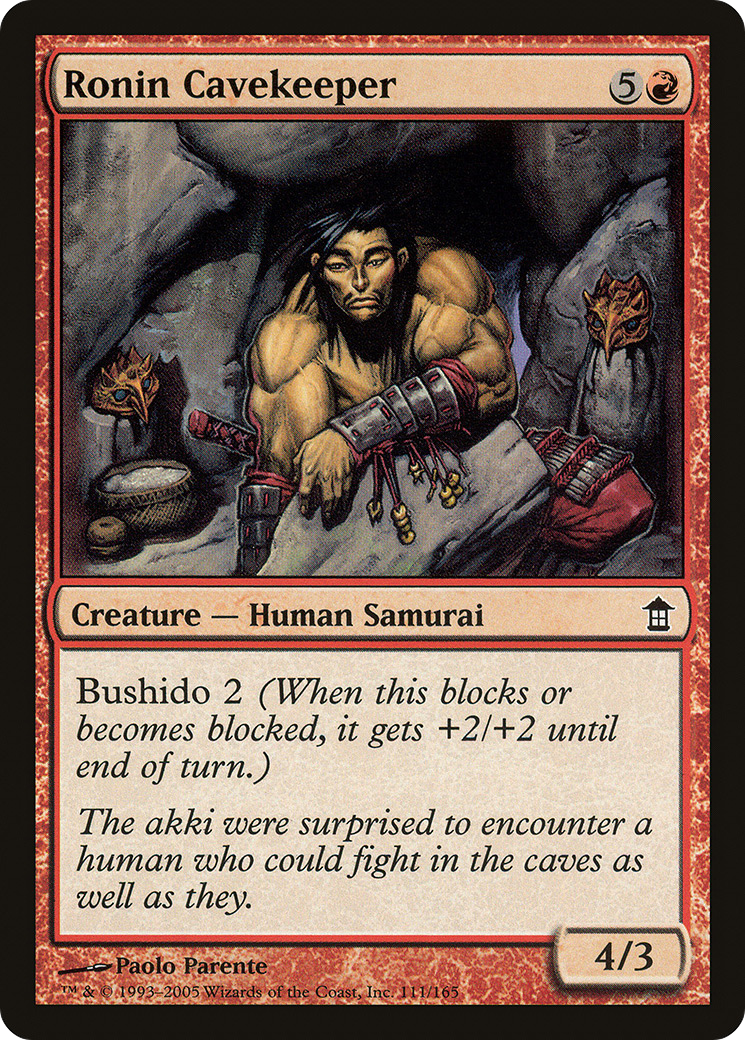 Ronin Cavekeeper 5
Creature — Human Samurai
Bushido 2 (When this blocks or
becomes blocked, it gets +2/+2 until
end of turn.)
The akki were surprised to encounter a
human who could fight in the caves as
well as they.
4/3
Paolo Parente
™ & © 1993–2005 Wizards of the Coast, Inc. 111/165